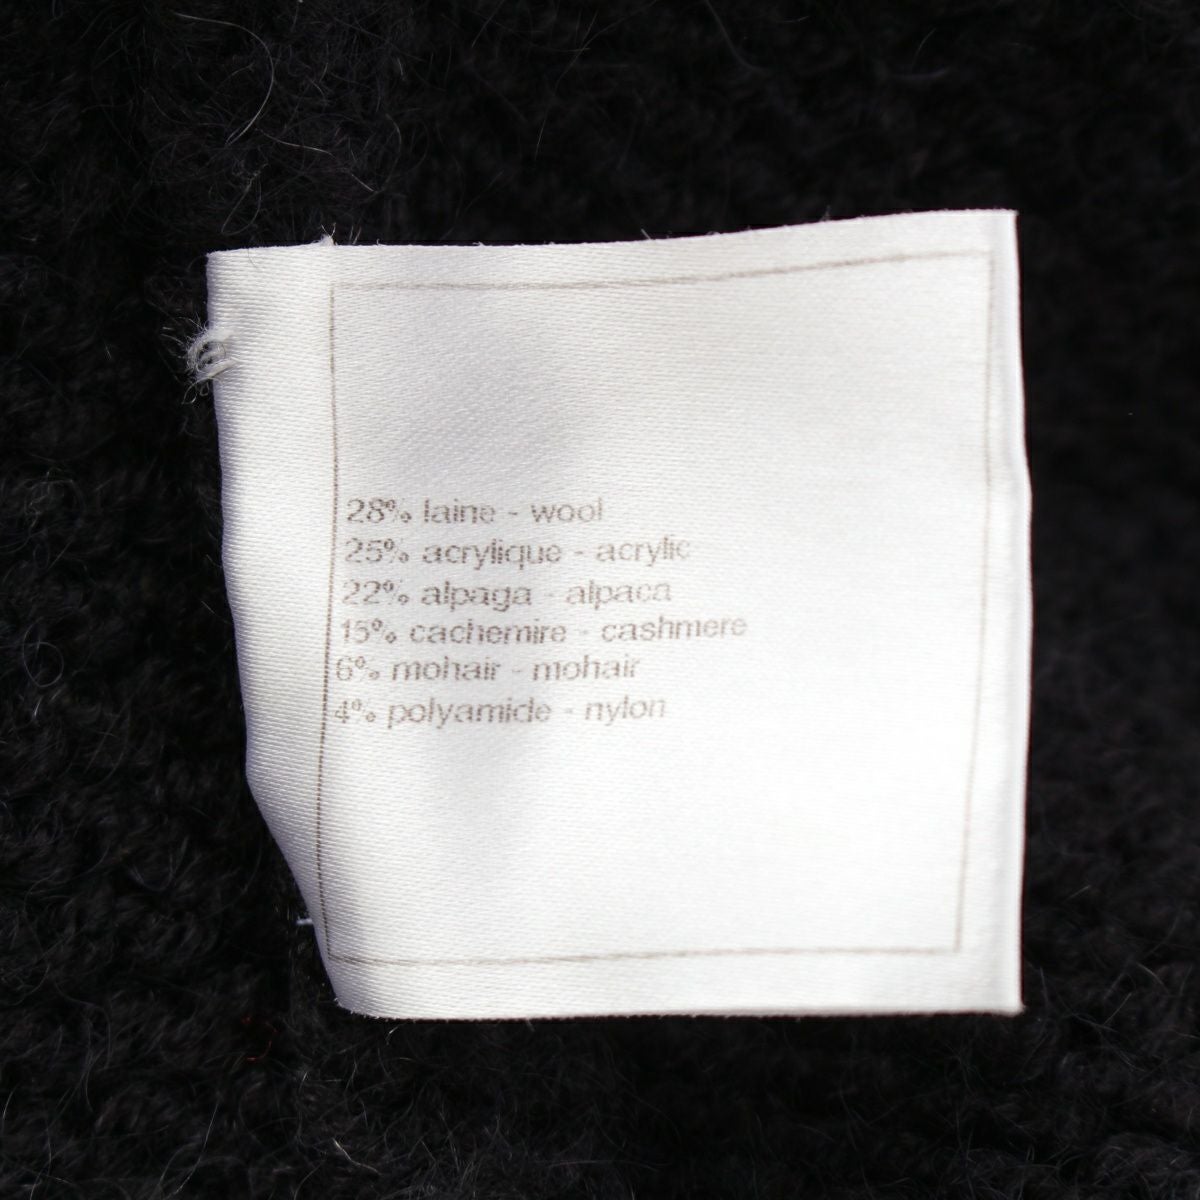 28% laine - wool
25% acrylique - acrylic
22% alpaga - alpaca
15% cachemire - cashmere
6% mohair - mohair
4% polyamide - nylon